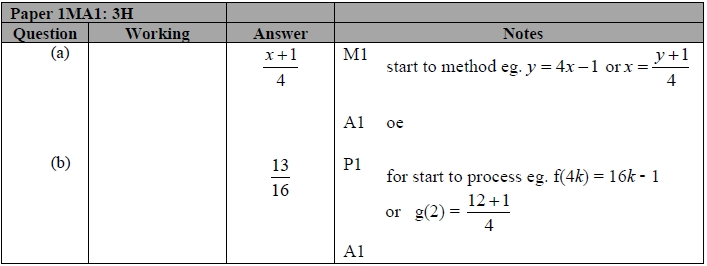 Paper 1MA1: 3H
Question Working Answer Notes
(a) x+1/4 M1 start to method eg. y = 4x – 1 or x = y+1/4
A1 oe
(b) 13/16 P1 for start to process eg. f(4k) = 16k - 1
or g(2) = 12+1/4
A1